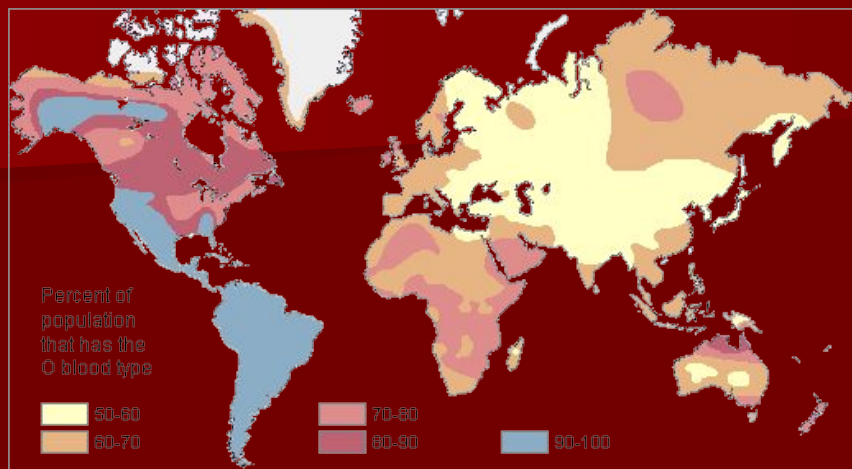 Percent of
population
that has the
O blood type
50-60
60-70
70-80
80-90
90-100